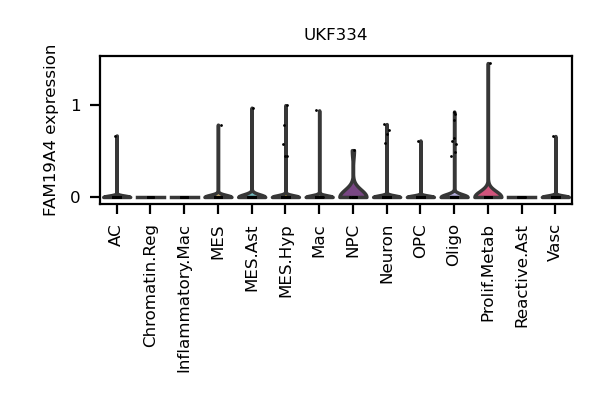 UKF334
FAM19A4 expression
1
0
AC
Chromatin.Reg
Inflammatory.Mac
MES
MES.Ast
MES.Hyp
Mac
NPC
Neuron
OPC
Oligo
Prolif.Metab
Reactive.Ast
Vasc